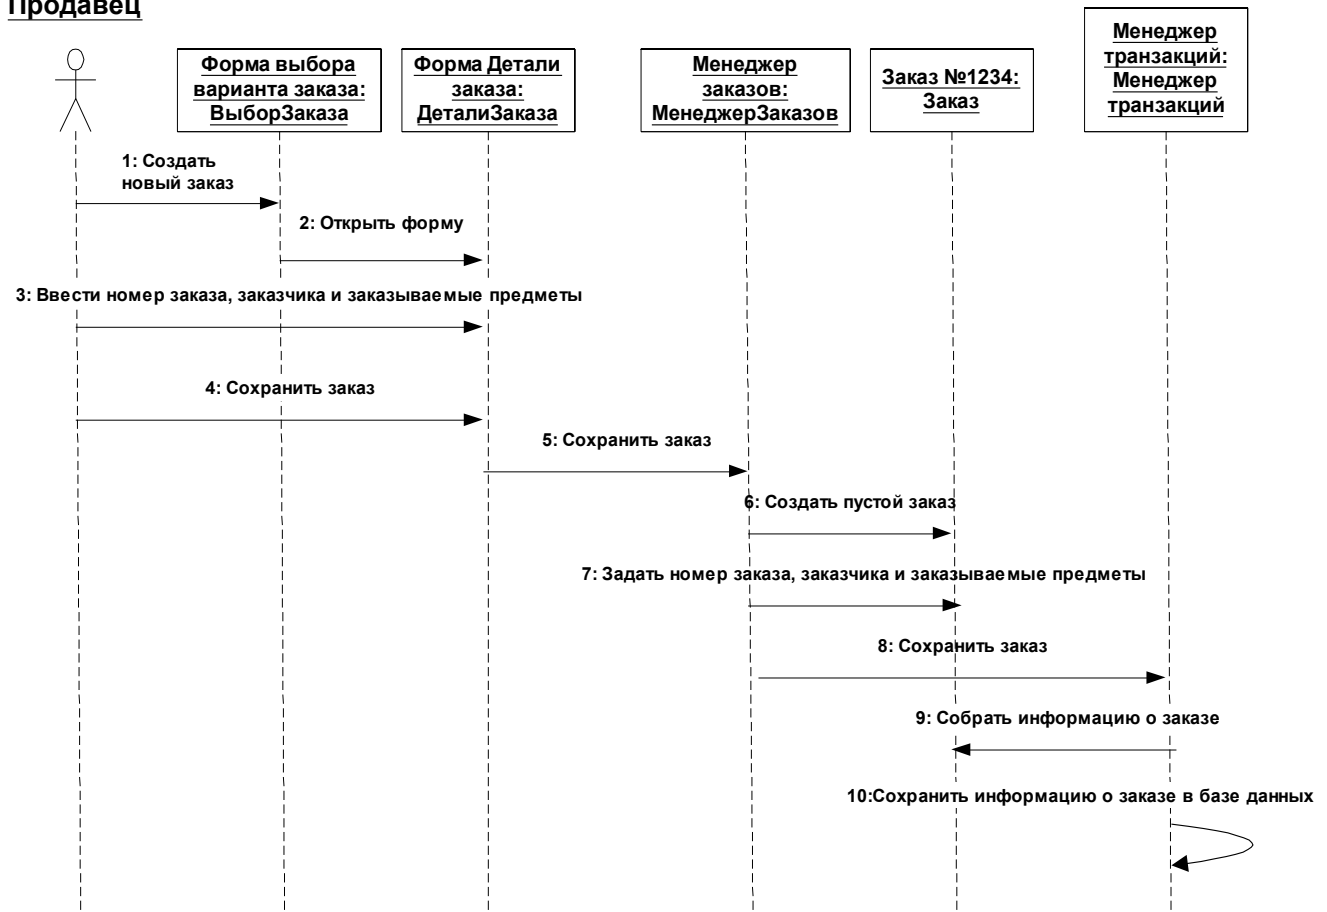 Продавец
Форма выбора
варианта заказа:
ВыборЗаказа
Форма Детали
заказа:
ДеталиЗаказа
Менеджер
заказов:
МенеджерЗаказов
Заказ №1234:
Заказ
Менеджер
транзакций:
Менеджер
транзакций
1: Создать
новый заказ
2: Открыть форму
3: Ввести номер заказа, заказчика и заказываемые предметы
4: Сохранить заказ
5: Сохранить заказ
6: Создать пустой заказ
7: Задать номер заказа, заказчика и заказываемые предметы
8: Сохранить заказ
9: Собрать информацию о заказе
10:Сохранить информацию о заказе в базе данных